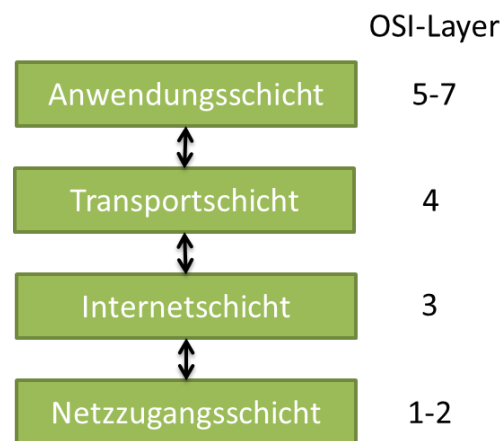 OSI-Layer
Anwendungsschicht 5-7
Transportschicht 4
Internetschicht 3
Netzzugangsschicht 1-2